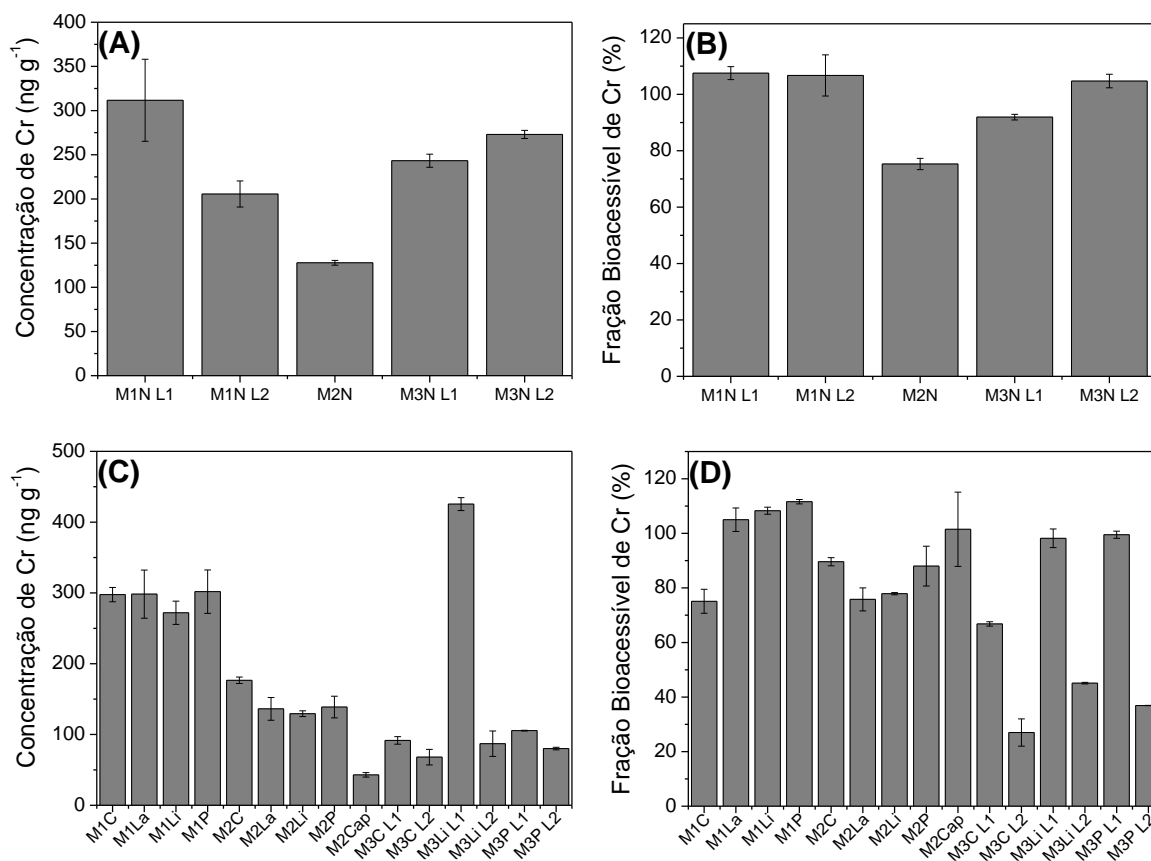 (A)
Concentração de Cr (ng g⁻¹)
400
350
300
250
200
150
100
50
0
M1N L1 M1N L2 M2N M3N L1 M3N L2
(B)
Fração Bioacessível de Cr (%)
120
100
80
60
40
20
0
M1N L1 M1N L2 M2N M3N L1 M3N L2
(C)
Concentração de Cr (ng g⁻¹)
500
400
300
200
100
0
M1C M1La M1Li M1P M2C M2La M2Li M2P M2Cap M3C L1 M3C L2 M3Li L1 M3Li L2 M3P L1 M3P L2
(D)
Fração Bioacessível de Cr (%)
120
100
80
60
40
20
0
M1C M1La M1Li M1P M2C M2La M2Li M2P M2Cap M3C L1 M3C L2 M3Li L1 M3Li L2 M3P L1 M3P L2